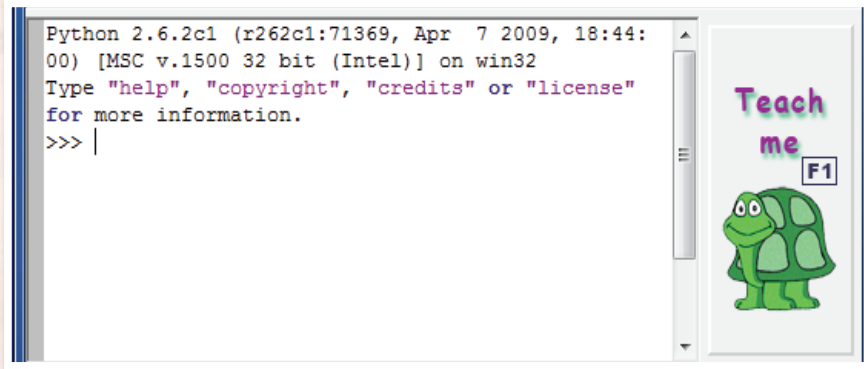 Python 2.6.2c1 (r262c1:71369, Apr  7 2009, 18:44:
00) [MSC v.1500 32 bit (Intel)] on win32
Type "help", "copyright", "credits" or "license"
for more information.
>>>
Teach
me
F1